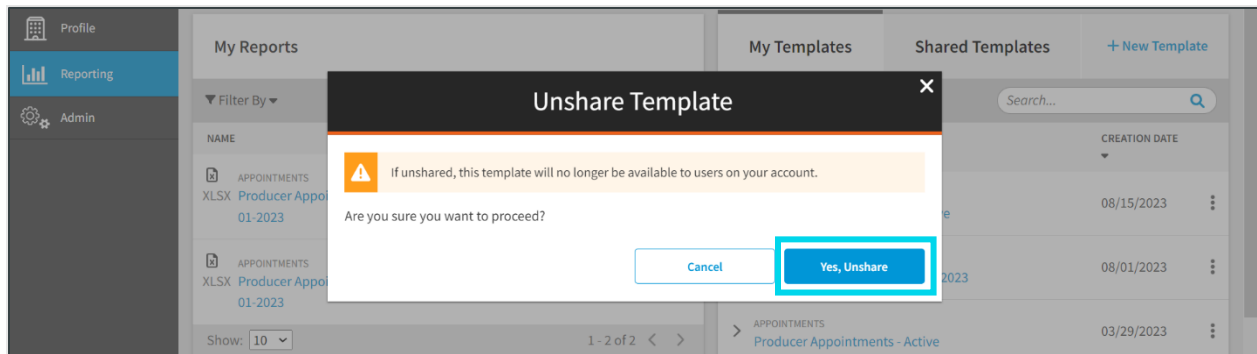 Profile
Reporting
Admin
My Reports
Filter By
NAME
APPOINTMENTS
XLSX Producer Appoi
01-2023
APPOINTMENTS
XLSX Producer Appoi
01-2023
Show: 10
1 - 2 of 2
My Templates
Shared Templates
+ New Template
Search...
CREATION DATE
e
08/15/2023
2023
08/01/2023
APPOINTMENTS
Producer Appointments - Active
03/29/2023
Unshare Template
If unshared, this template will no longer be available to users on your account.
Are you sure you want to proceed?
Cancel
Yes, Unshare